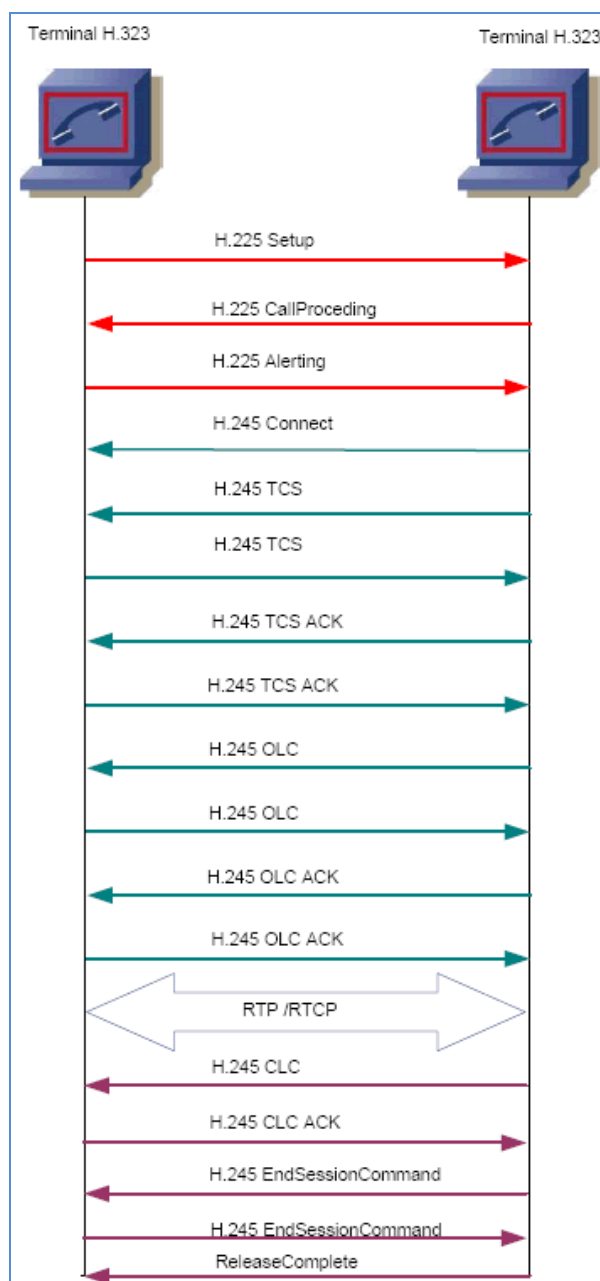 Terminal H.323
Terminal H.323
H.225 Setup
H.225 CallProceding
H.225 Alerting
H.245 Connect
H.245 TCS
H.245 TCS
H.245 TCS ACK
H.245 TCS ACK
H.245 OLC
H.245 OLC
H.245 OLC ACK
H.245 OLC ACK
RTP /RTCP
H.245 CLC
H.245 CLC ACK
H.245 EndSessionCommand
H.245 EndSessionCommand
ReleaseComplete